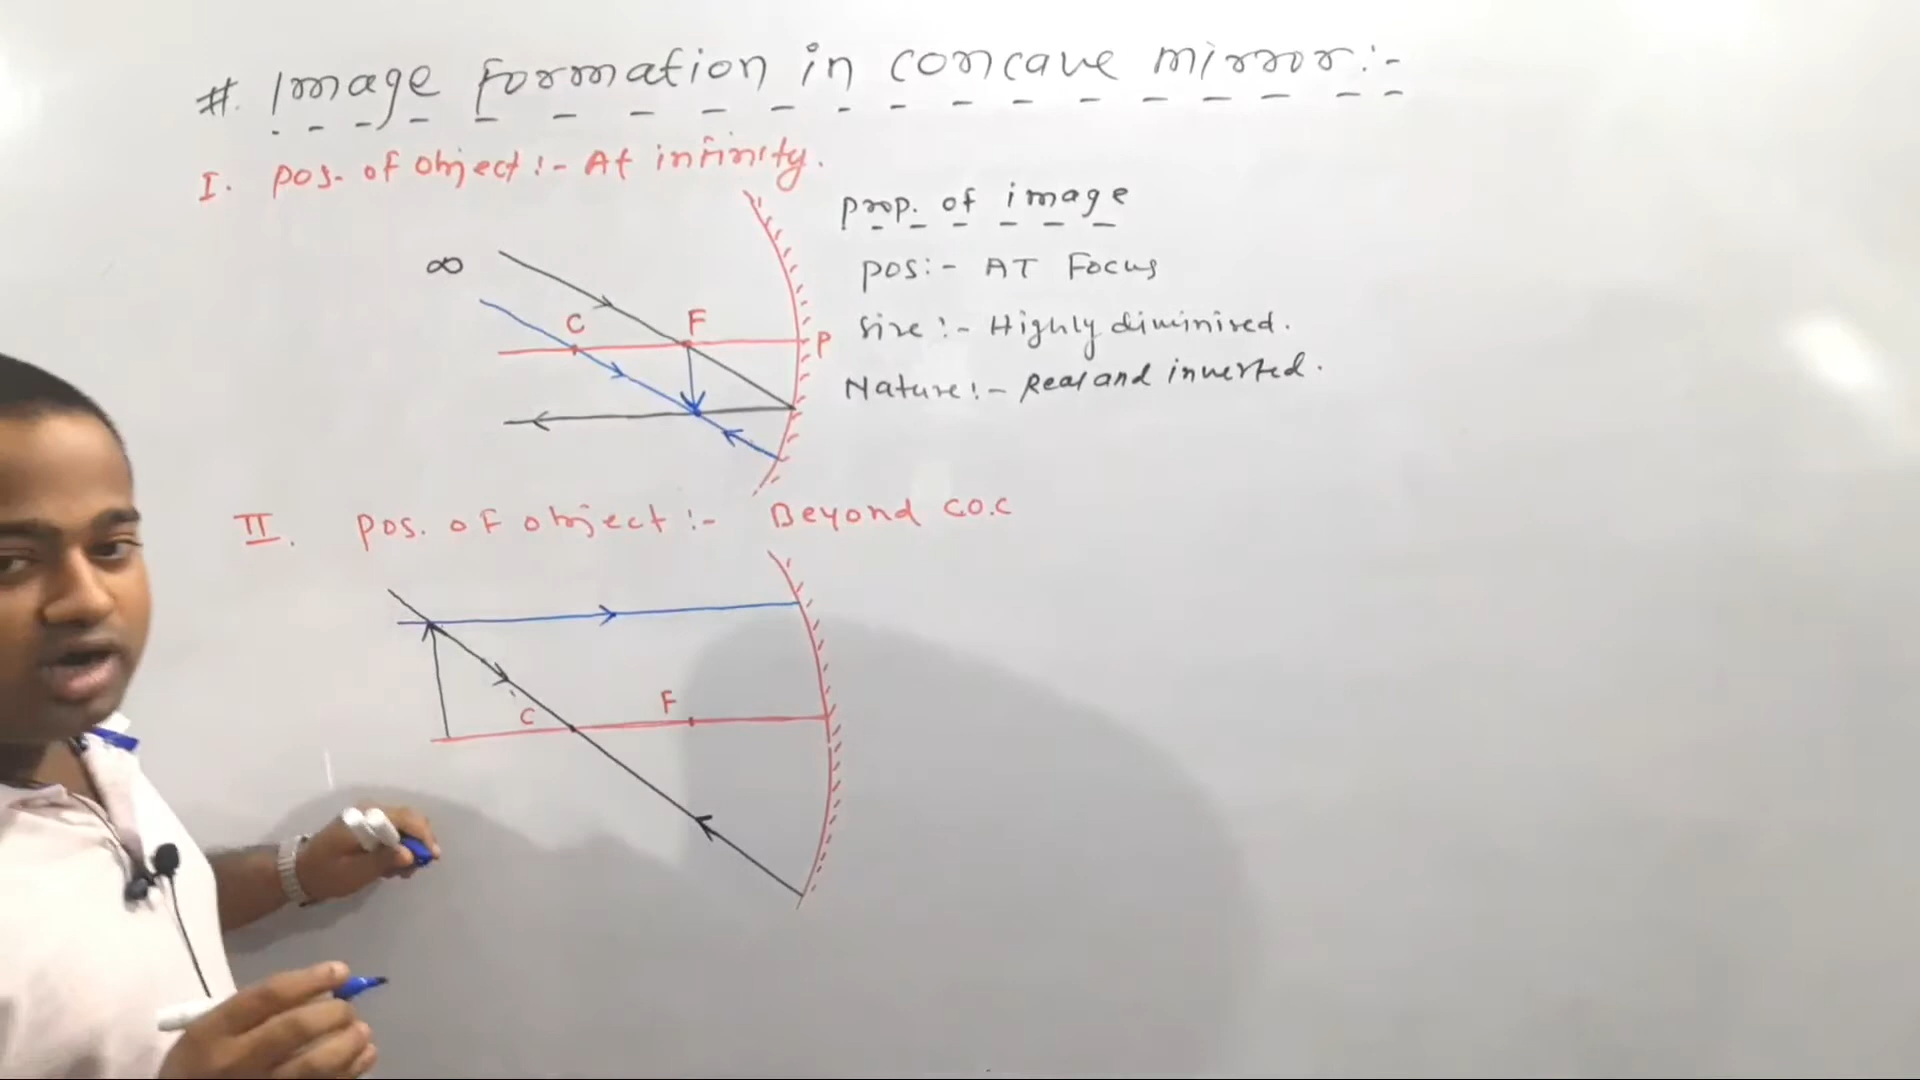 #. Image formation in concave mirror:-
I. pos. of object:- At infinity.
prop. of image
∞
pos:- AT Focus
C
F
P
size:- Highly diminised.
Nature:- Real and inverted.
II. pos. of object:- Beyond C.O.C
C
F